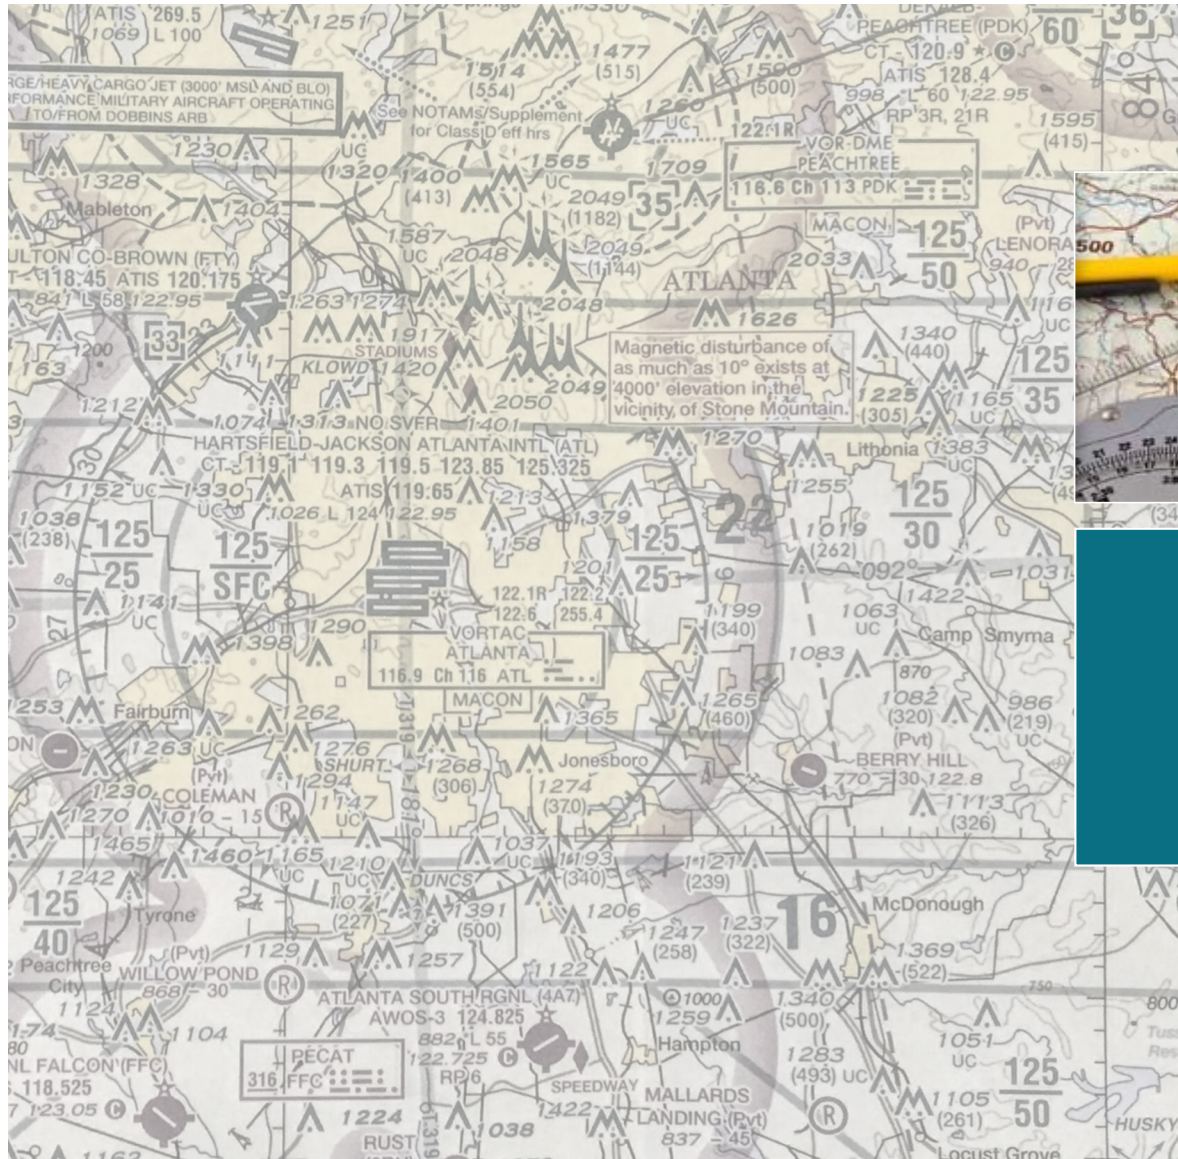 ATIS 269.5
1069 L 100
1251
1514
(554)
1477
(515)
1590
(500)
PEACHTREE (PDK)
CT - 120.9 * C
ATIS 128.4
998 L 60 122.95
RP 3R, 21R
60
36
84°
RGE/HEAVY CARGO JET (3000' MSL AND BLO)
FORMANCE MILITARY AIRCRAFT OPERATING
TO/FROM DOBBINS ARB
See NOTAMs/Supplement
for Class D eff hrs
1260
UC
122.1R
1595
(415)
1230
UC
1320
1400
(413)
1565
UC
1709
VOR-DME
PEACHTREE
116.6 Ch 113 PDK
1328
Mableton
1404
2049
(1182)
35
MACON
125
50
(Pvt)
LENORA
940
500
1587
UC
2048
2049
(1144)
2033
ATLANTA
ULTON CO-BROWN (FTY)
118.45 ATIS 120.175
841 L 58 122.95
1263
1274
2048
1626
33
1200
163
917
STADIUMS
KLOWD
1420
2049
2050
Magnetic disturbance of
as much as 10° exists at
4000' elevation in the
vicinity of Stone Mountain.
1340
(440)
UC
125
35
1225
(305)
1165
UC
1212
1074
1313
NO SVFR
1401
HARTSFIELD-JACKSON ATLANTA INTL (ATL)
CT - 119.1 119.3 119.5 123.85 125.325
ATIS 119.65
1026 L 124 122.95
1270
Lithonia
1383
UC
30
1152 UC
1330
UC
1213
1379
1255
125
30
1038
(238)
125
25
125
SFC
125
25
22
1019
(262)
092°
1031
1201
1422
27
1141
UC
122.1R 122.2
122.6 255.4
1199
(340)
1063
UC
Camp Smyrna
1290
1398
VORTAC
ATLANTA
116.9 Ch 116 ATL
MACON
1083
870
1082
(320)
(Pvt)
986
(219)
UC
1253
Fairburn
1262
1365
1265
(460)
1263
UC
1276
SHURT
1268
(306)
Jonesboro
BERRY HILL
770 - 30 122.8
(Pvt)
COLEMAN
1010 - 15
R
1230
1294
1147
UC
1274
(370)
1113
(326)
1270
1465
1460
1165
UC
1210
UC
DUNCS
1037
UC
1193
(340)
1121
(239)
1242
125
40
Tyrone
1071
(227)
1391
(500)
1206
1247
(258)
1237
(322)
16
McDonough
Peachtree
City
(Pvt)
WILLOW POND
868 - 30
R
1129
1257
1122
1369
(522)
1340
(500)
750
800
1124
1104
ATLANTA SOUTH RGNL (4A7)
AWOS-3 124.825
882 *L 55
122.725 C
RP 6
1000
1259
Hampton
1283
(493) UC
1051
UC
125
50
NL FALCON (FFC)
118.525
123.05 C
PECAT
316 FFC
SPEEDWAY
MALLARDS
LANDING (Pvt)
837 - 45
R
1105
(261)
HUSKY
1224
RUST
1038
1422
Locust Grove